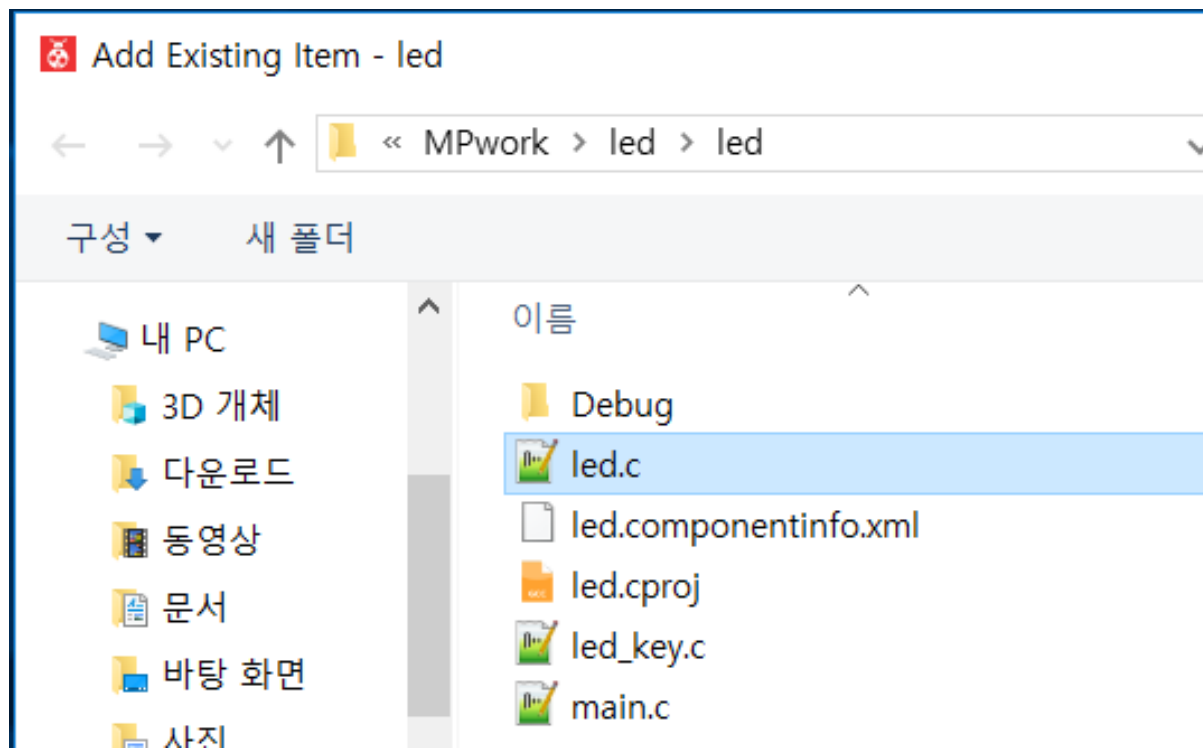 Add Existing Item - led
« MPwork > led > led
구성 새 폴더
내 PC
3D 개체
다운로드
동영상
문서
바탕 화면
사진
이름
Debug
led.c
led.componentinfo.xml
led.cproj
led_key.c
main.c